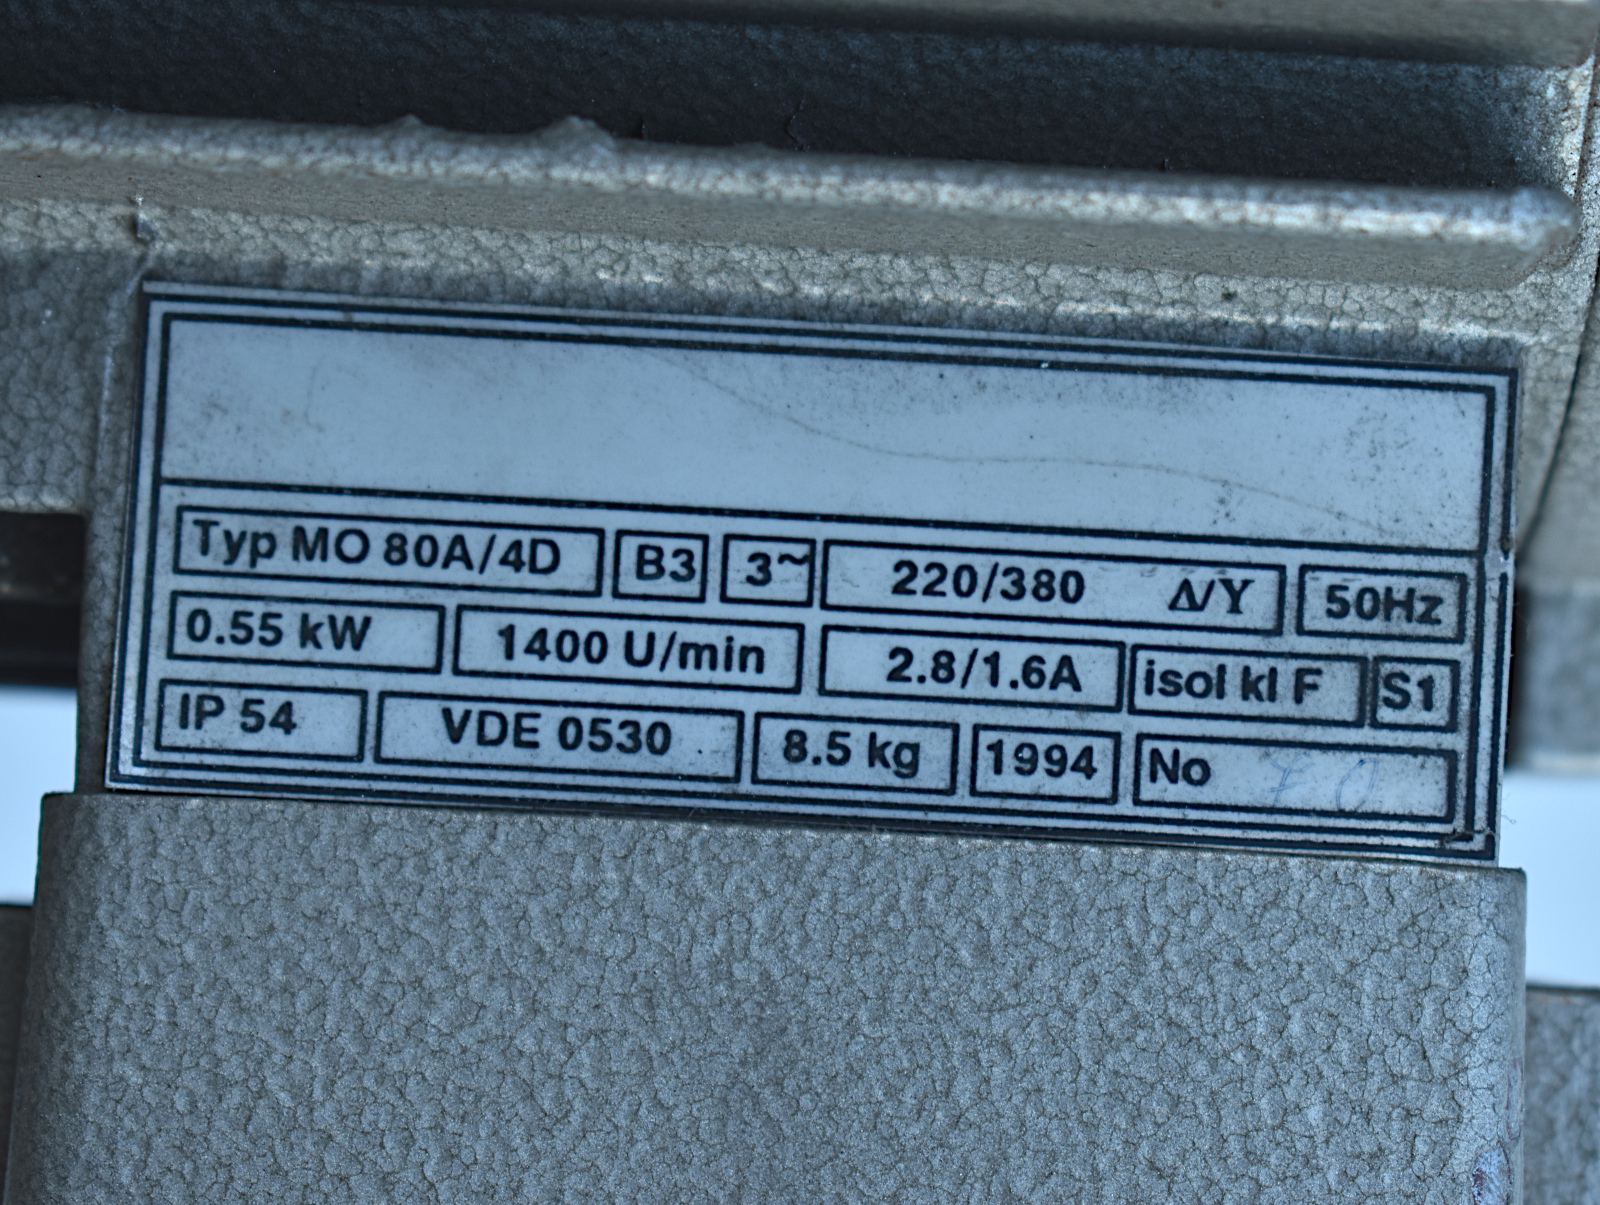 Typ MO 80A/4D B3 3~ 220/380 Δ/Y 50Hz
0.55 kW 1400 U/min 2.8/1.6A isol kl F S1
IP 54 VDE 0530 8.5 kg 1994 No